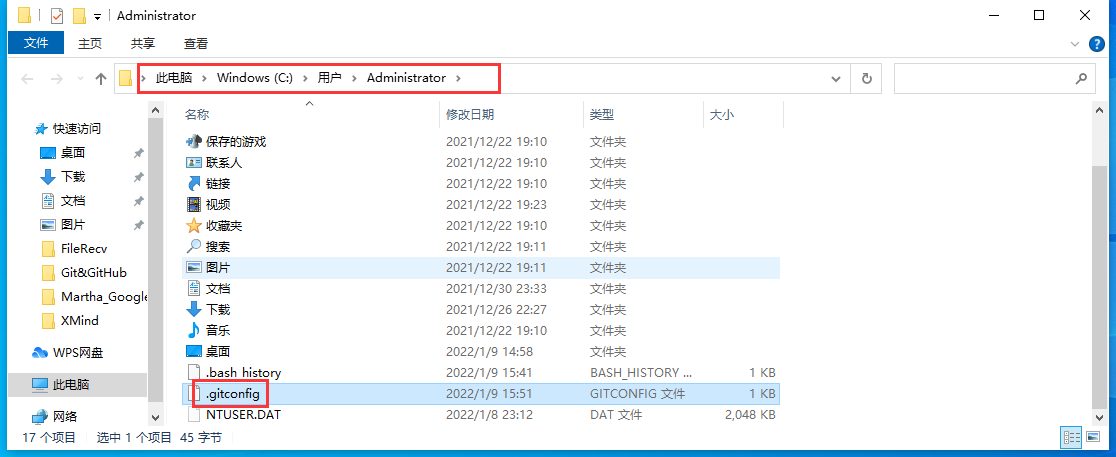 Administrator
文件 主页 共享 查看
此电脑 Windows (C:) 用户 Administrator
名称 修改日期 类型 大小
快速访问
桌面
下载
文档
图片
FileRecv
Git&GitHub
Martha_Google
XMind
WPS网盘
此电脑
网络
保存的游戏 2021/12/22 19:10 文件夹
联系人 2021/12/22 19:10 文件夹
链接 2021/12/22 19:10 文件夹
视频 2021/12/22 19:23 文件夹
收藏夹 2021/12/22 19:10 文件夹
搜索 2021/12/22 19:11 文件夹
图片 2021/12/22 19:11 文件夹
文档 2021/12/30 23:33 文件夹
下载 2021/12/26 22:27 文件夹
音乐 2021/12/22 19:10 文件夹
桌面 2022/1/9 14:58 文件夹
.bash_history 2022/1/9 15:41 BASH_HISTORY ... 1 KB
.gitconfig 2022/1/9 15:51 GITCONFIG 文件 1 KB
NTUSER.DAT 2022/1/8 23:12 DAT 文件 2,048 KB
17 个项目 选中 1 个项目 45 字节